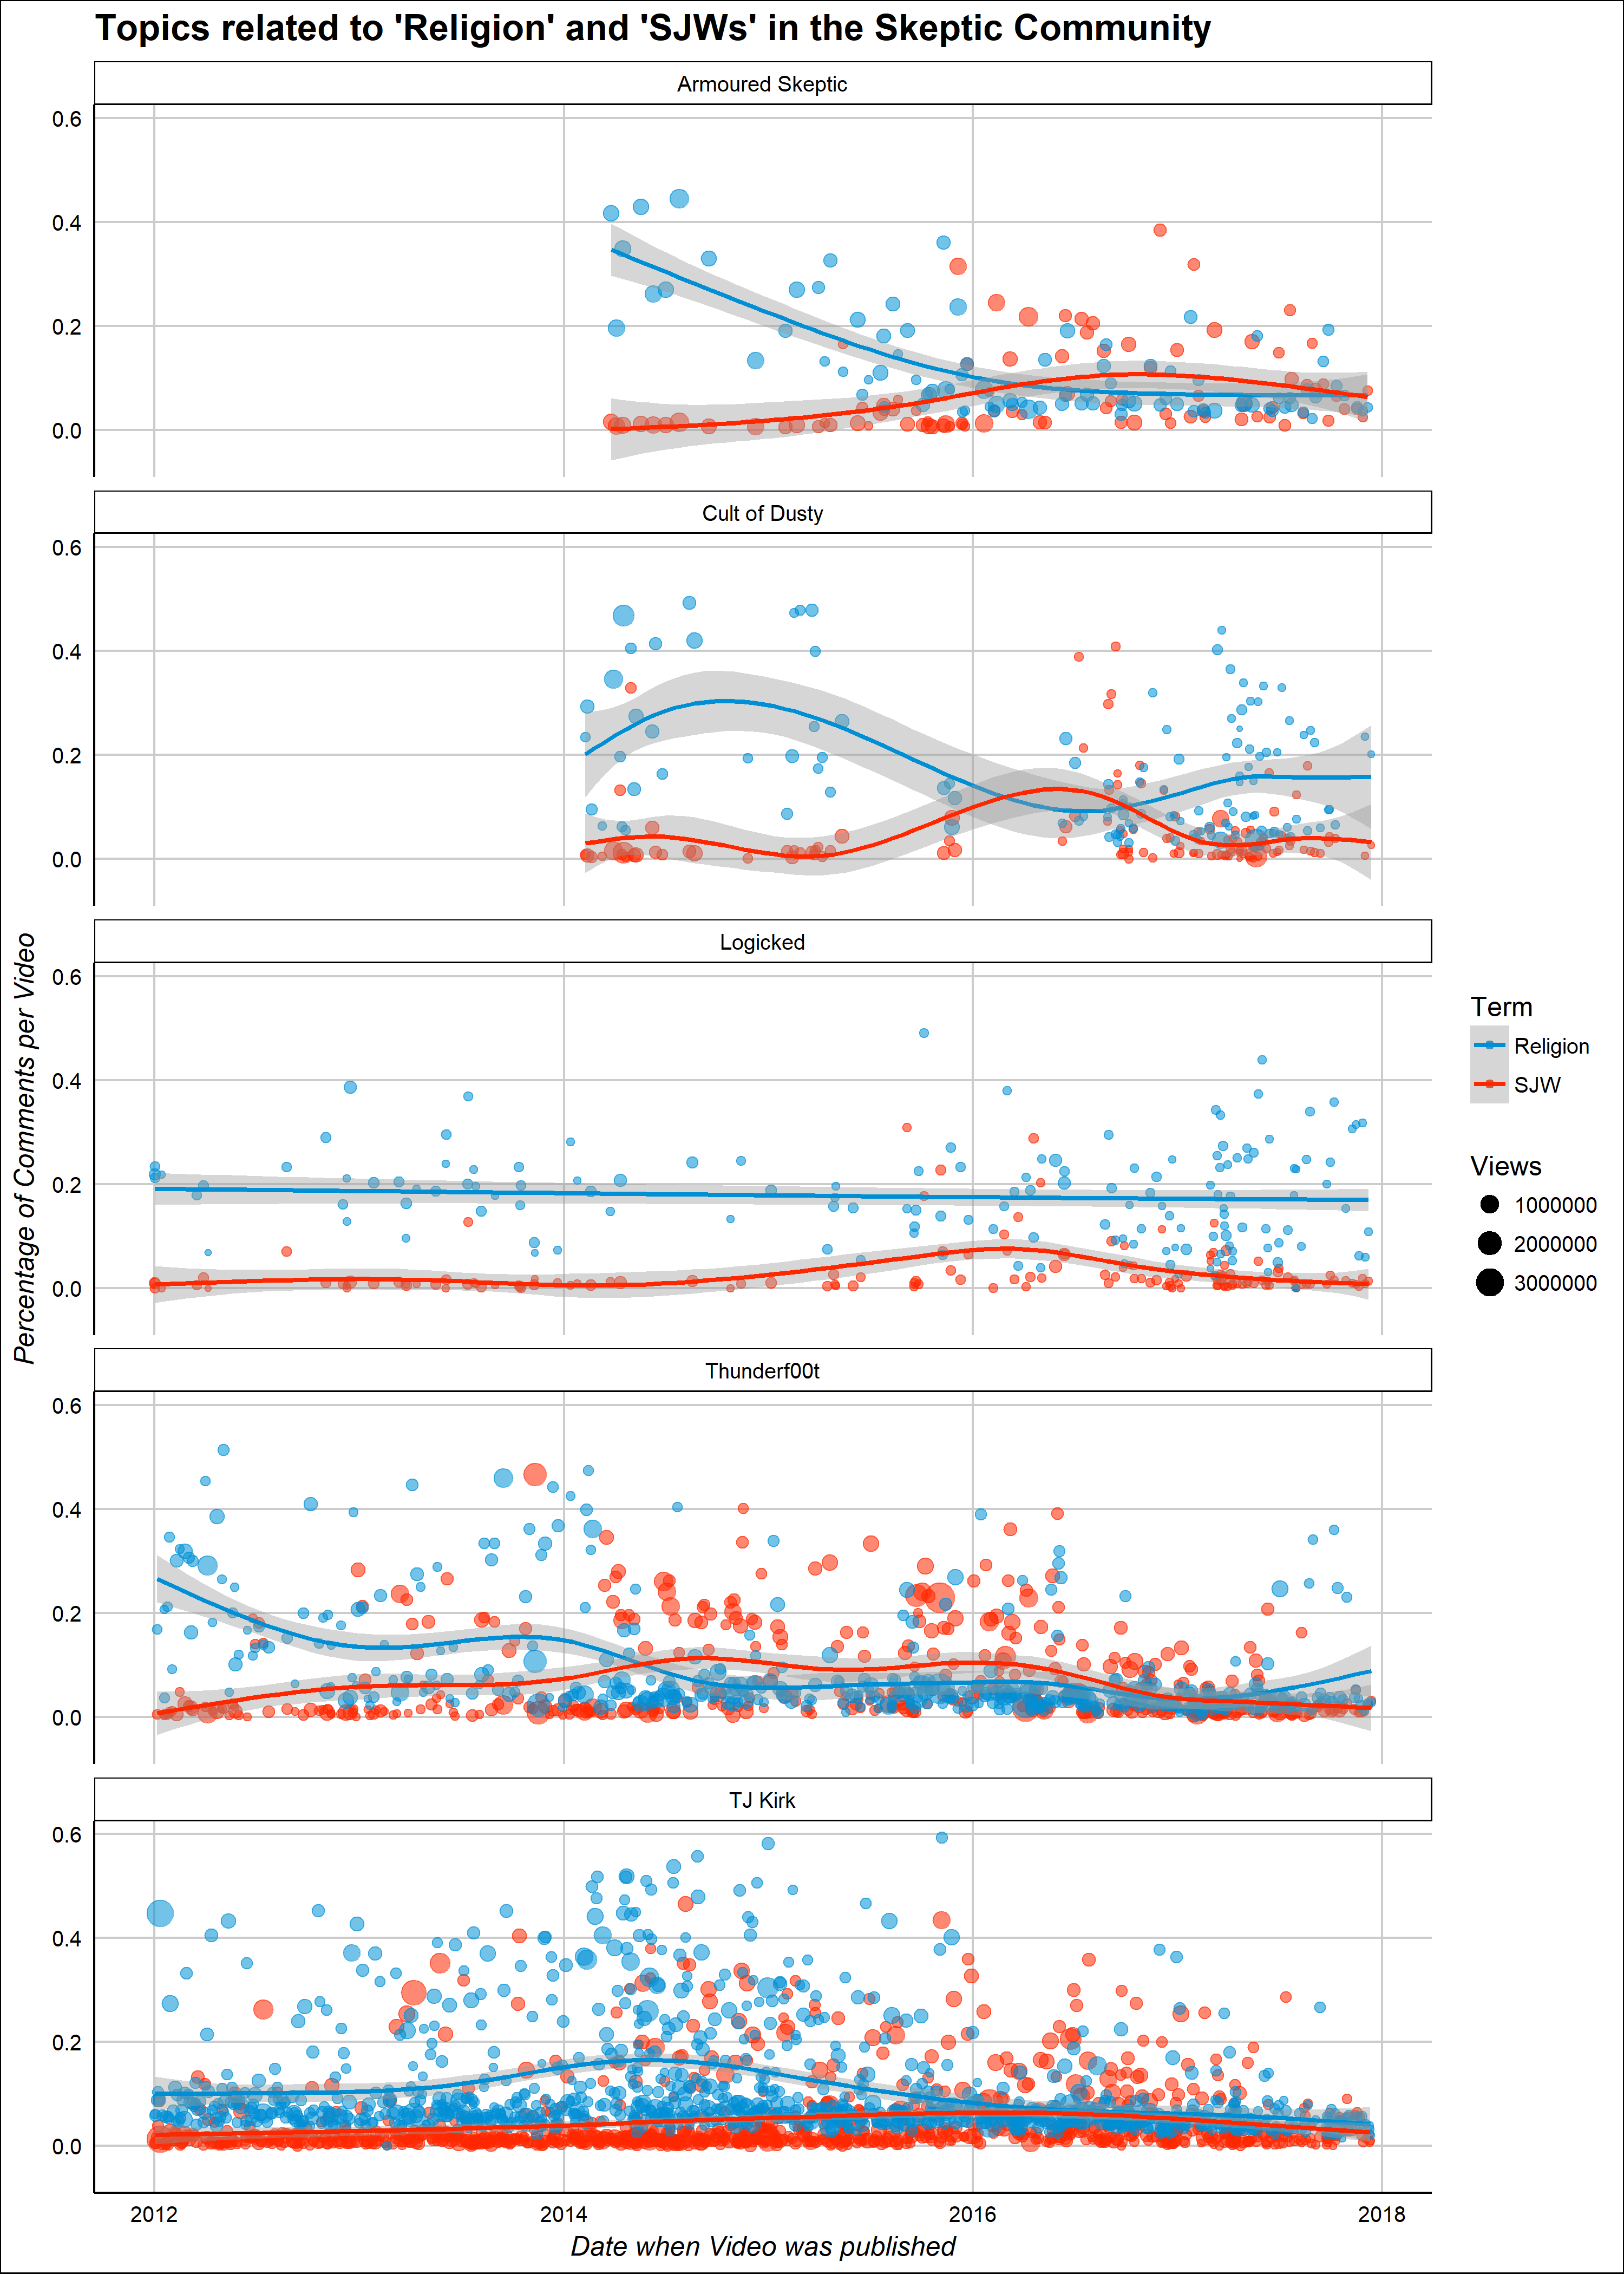 Topics related to 'Religion' and 'SJWs' in the Skeptic Community
Armoured Skeptic
0.6
0.4
0.2
0.0
Cult of Dusty
0.6
0.4
0.2
0.0
Logicked
0.6
0.4
0.2
0.0
Thunderf00t
0.6
0.4
0.2
0.0
TJ Kirk
0.6
0.4
0.2
0.0
2012 2014 2016 2018
Date when Video was published
Percentage of Comments per Video
Term
Religion
SJW
Views
1000000
2000000
3000000